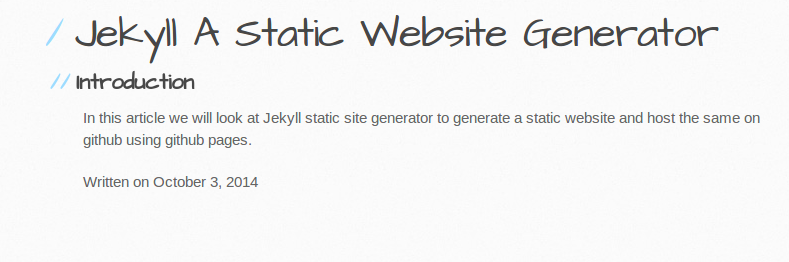 / Jekyll A Static Website Generator
// Introduction
In this article we will look at Jekyll static site generator to generate a static website and host the same on
github using github pages.
Written on October 3, 2014